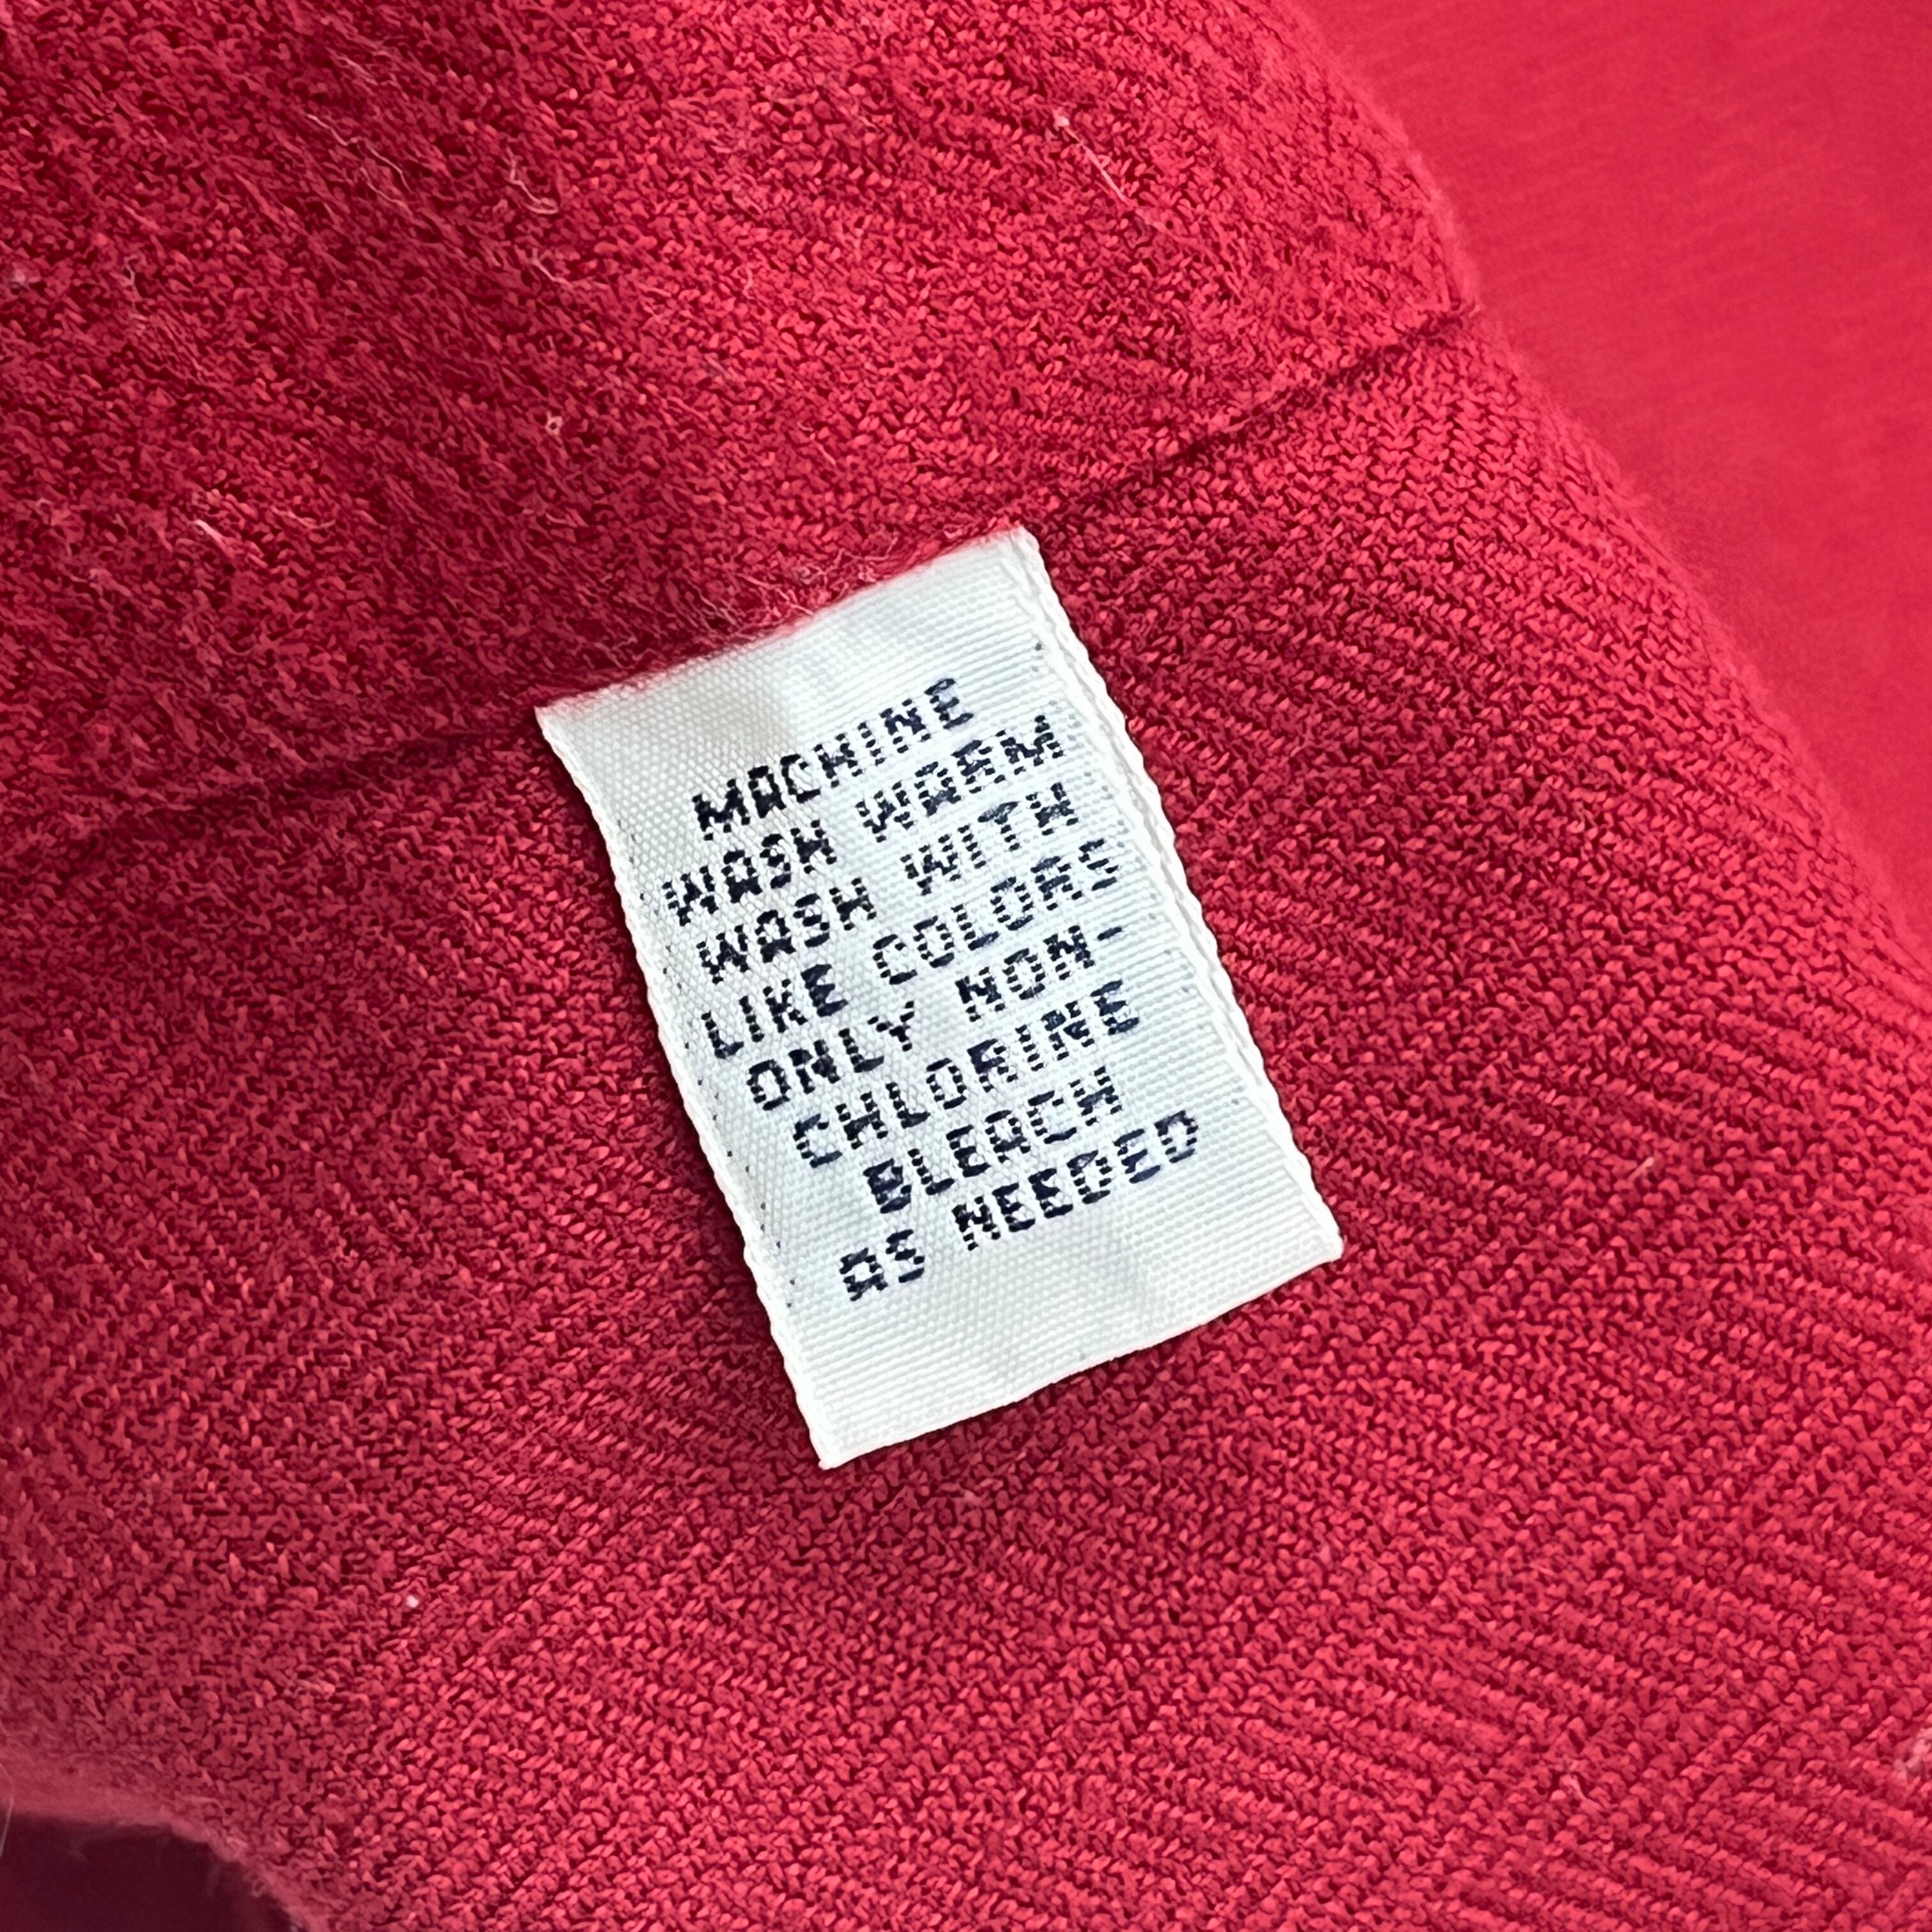 MACHINE
WASH WARM
WASH WITH
LIKE COLORS
ONLY NON-
CHLORINE
BLEACH
AS NEEDED